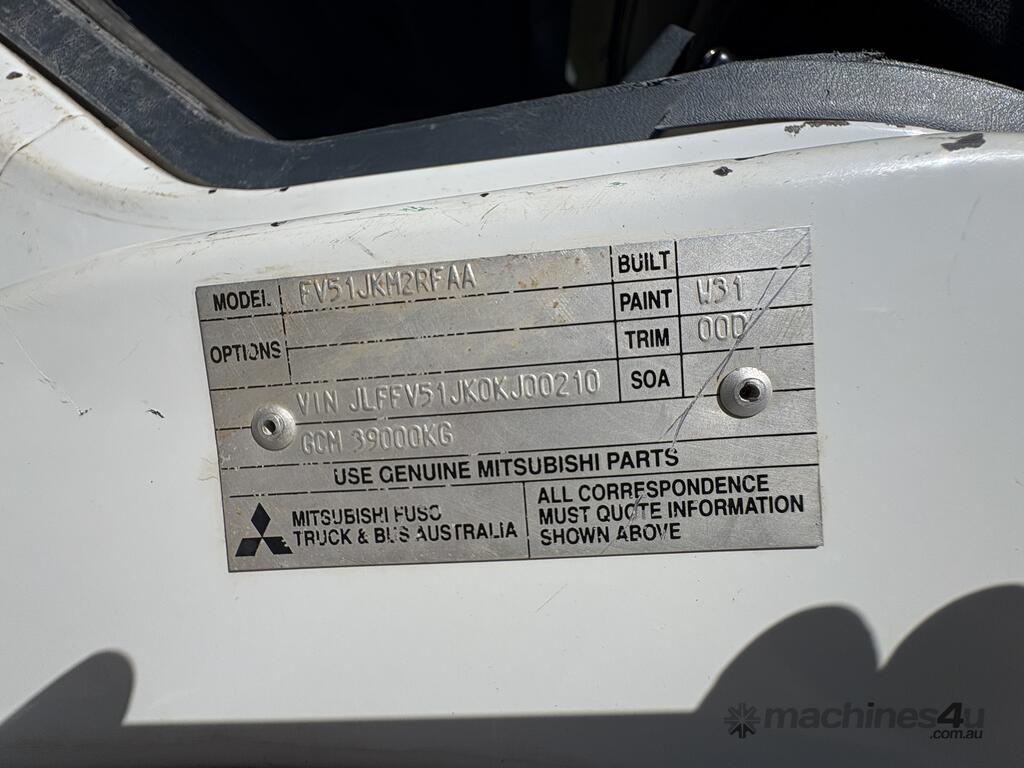 MODEL FV51JKM2RFAA BUILT
PAINT W31
OPTIONS TRIM 00D
VIN JLFFV51JK0KJ00210 SOA
GCM 39000KG
USE GENUINE MITSUBISHI PARTS
MITSUBISHI FUSO
TRUCK & BUS AUSTRALIA
ALL CORRESPONDENCE
MUST QUOTE INFORMATION
SHOWN ABOVE
machines4u
.com.au